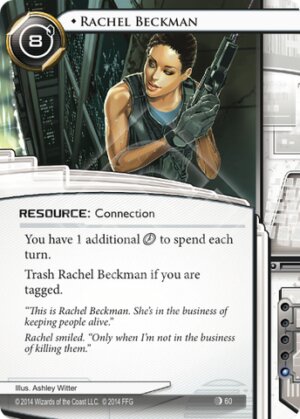 ◆ Rachel Beckman
8
RESOURCE: Connection
You have 1 additional to spend each
turn.
Trash Rachel Beckman if you are
tagged.
“This is Rachel Beckman. She’s in the business of
keeping people alive.”
Rachel smiled. “Only when I’m not in the business
of killing them.”
Illus. Ashley Witter
© 2014 Wizards of the Coast LLC. © 2014 FFG
60